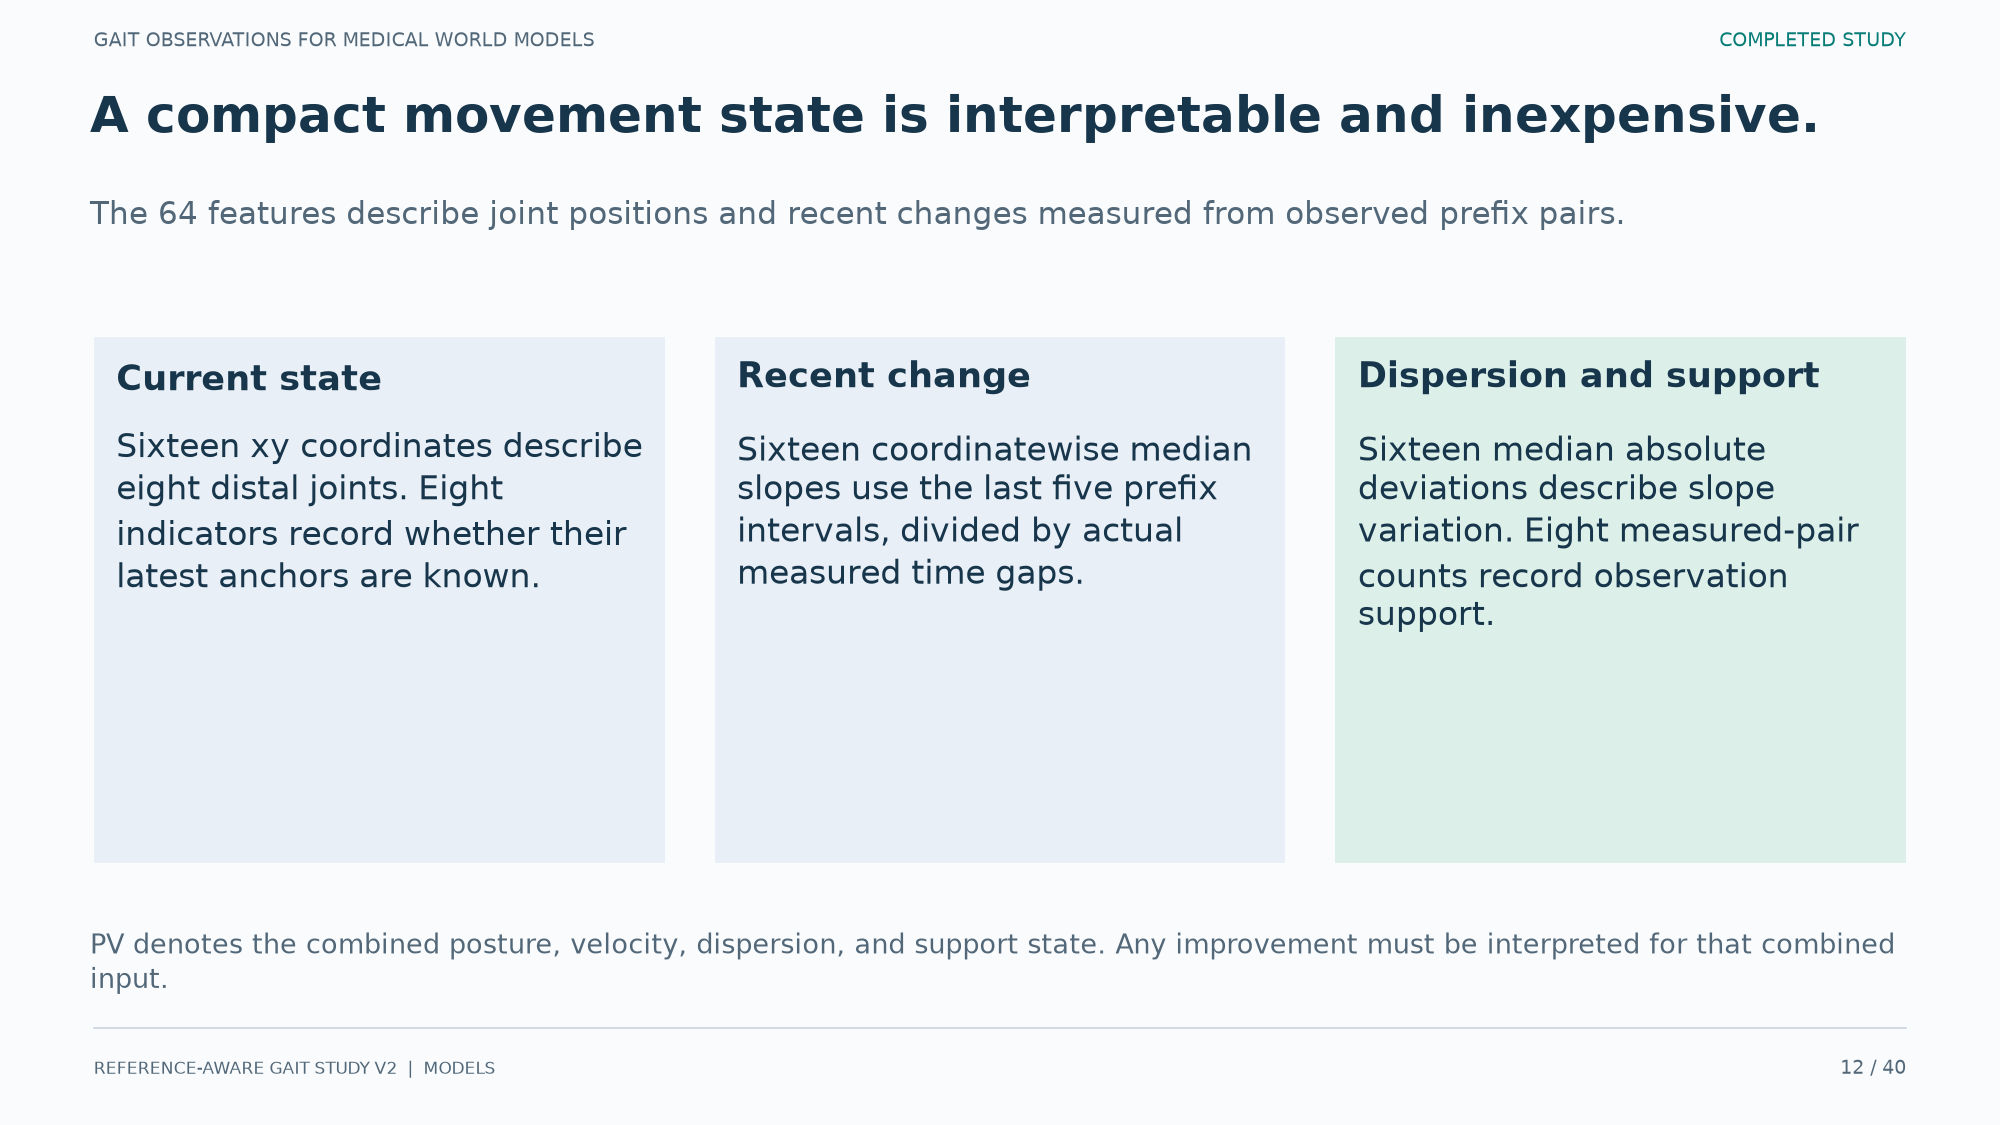 GAIT OBSERVATIONS FOR MEDICAL WORLD MODELS
COMPLETED STUDY
A compact movement state is interpretable and inexpensive.
The 64 features describe joint positions and recent changes measured from observed prefix pairs.
Current state
Sixteen xy coordinates describe
eight distal joints. Eight
indicators record whether their
latest anchors are known.
Recent change
Sixteen coordinatewise median
slopes use the last five prefix
intervals, divided by actual
measured time gaps.
Dispersion and support
Sixteen median absolute
deviations describe slope
variation. Eight measured-pair
counts record observation
support.
PV denotes the combined posture, velocity, dispersion, and support state. Any improvement must be interpreted for that combined
input.
REFERENCE-AWARE GAIT STUDY V2 | MODELS
12 / 40